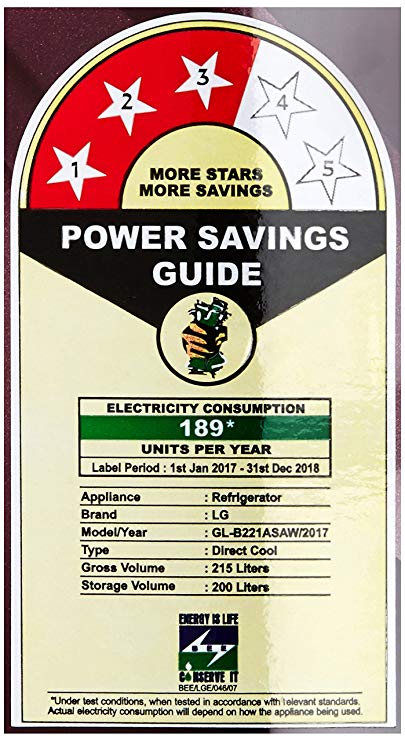 1 2 3 4 5
MORE STARS
MORE SAVINGS
POWER SAVINGS
GUIDE
ELECTRICITY CONSUMPTION
189*
UNITS PER YEAR
Label Period : 1st Jan 2017 - 31st Dec 2018
Appliance : Refrigerator
Brand : LG
Model/Year : GL-B221ASAW/2017
Type : Direct Cool
Gross Volume : 215 Liters
Storage Volume : 200 Liters
ENERGY IS LIFE
BEE
CONSERVE IT
BEE/LGE/046/07
*Under test conditions, when tested in accordance with relevant standards.
Actual electricity consumption will depend on how the appliance being used.